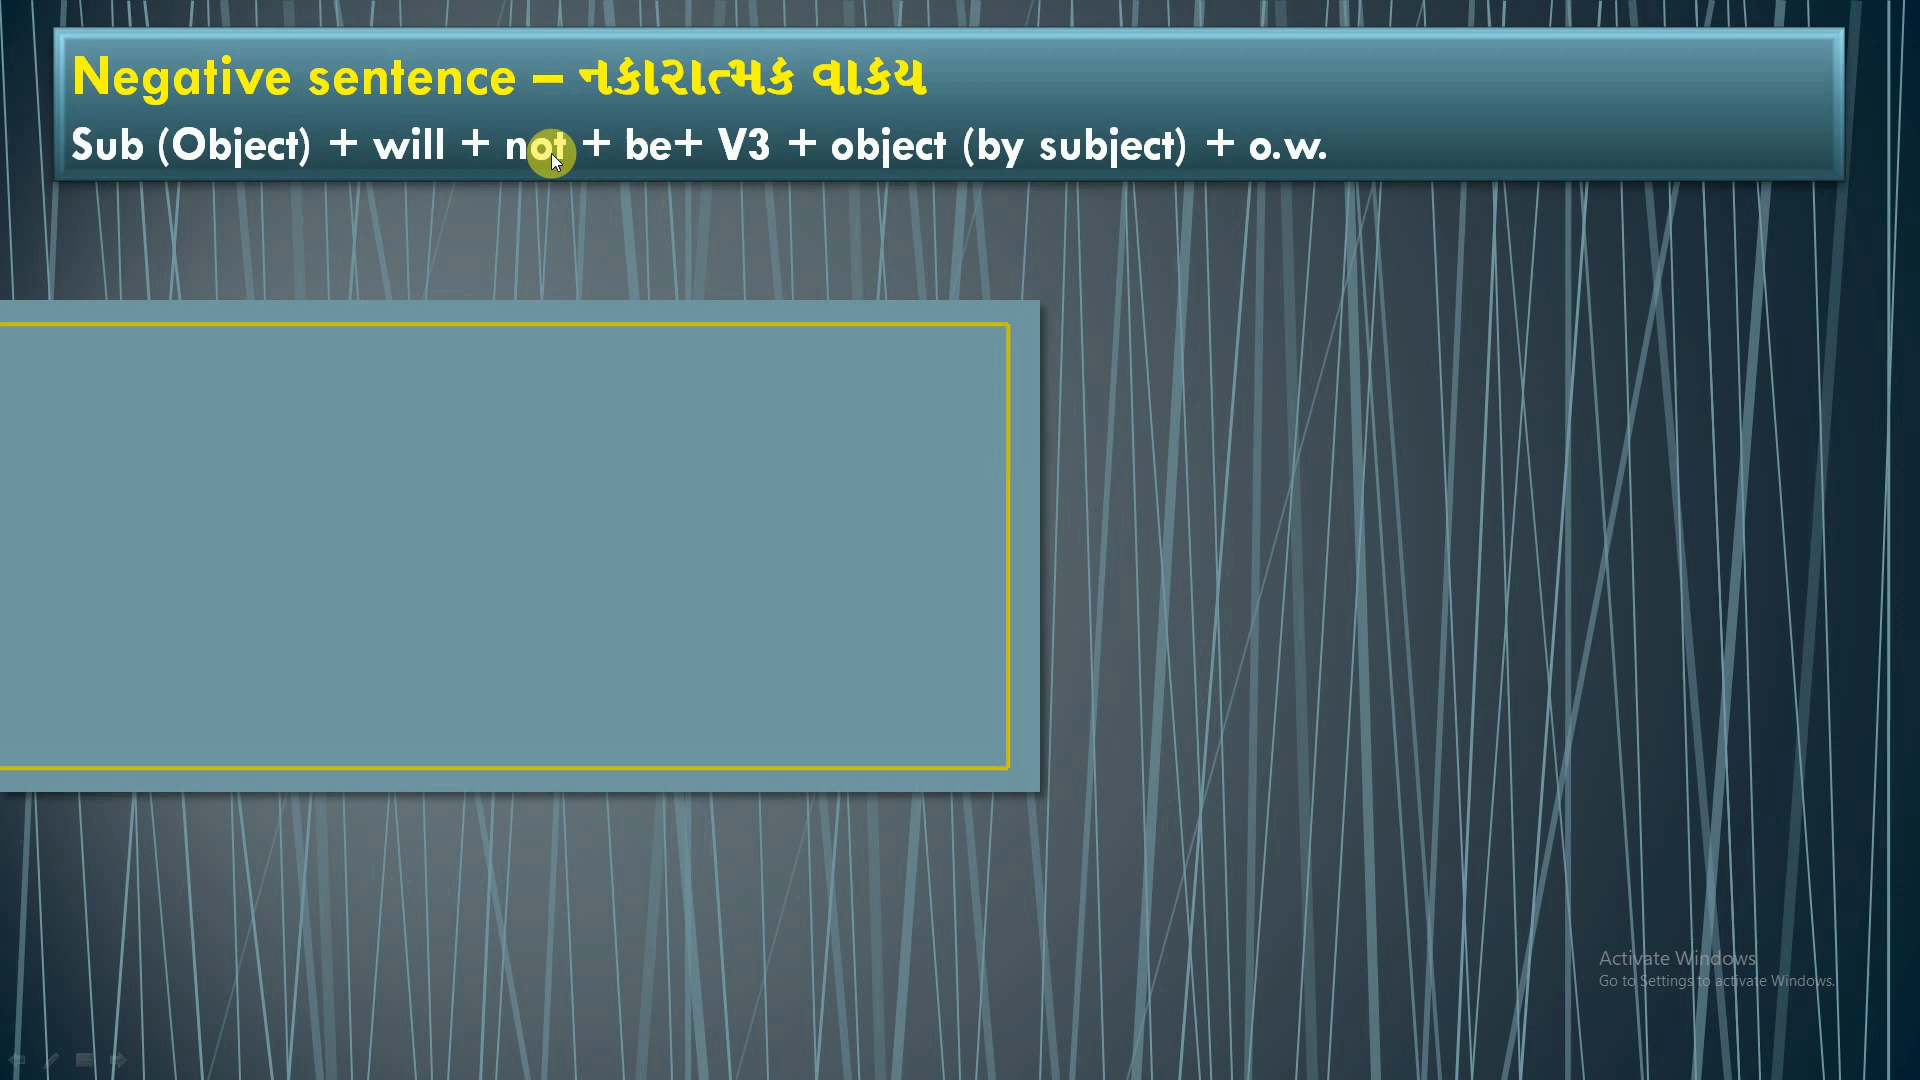 Negative sentence – નકારાત્મક વાકય
Sub (Object) + will + not + be+ V3 + object (by subject) + o.w.
Activate Windows
Go to Settings to activate Windows.